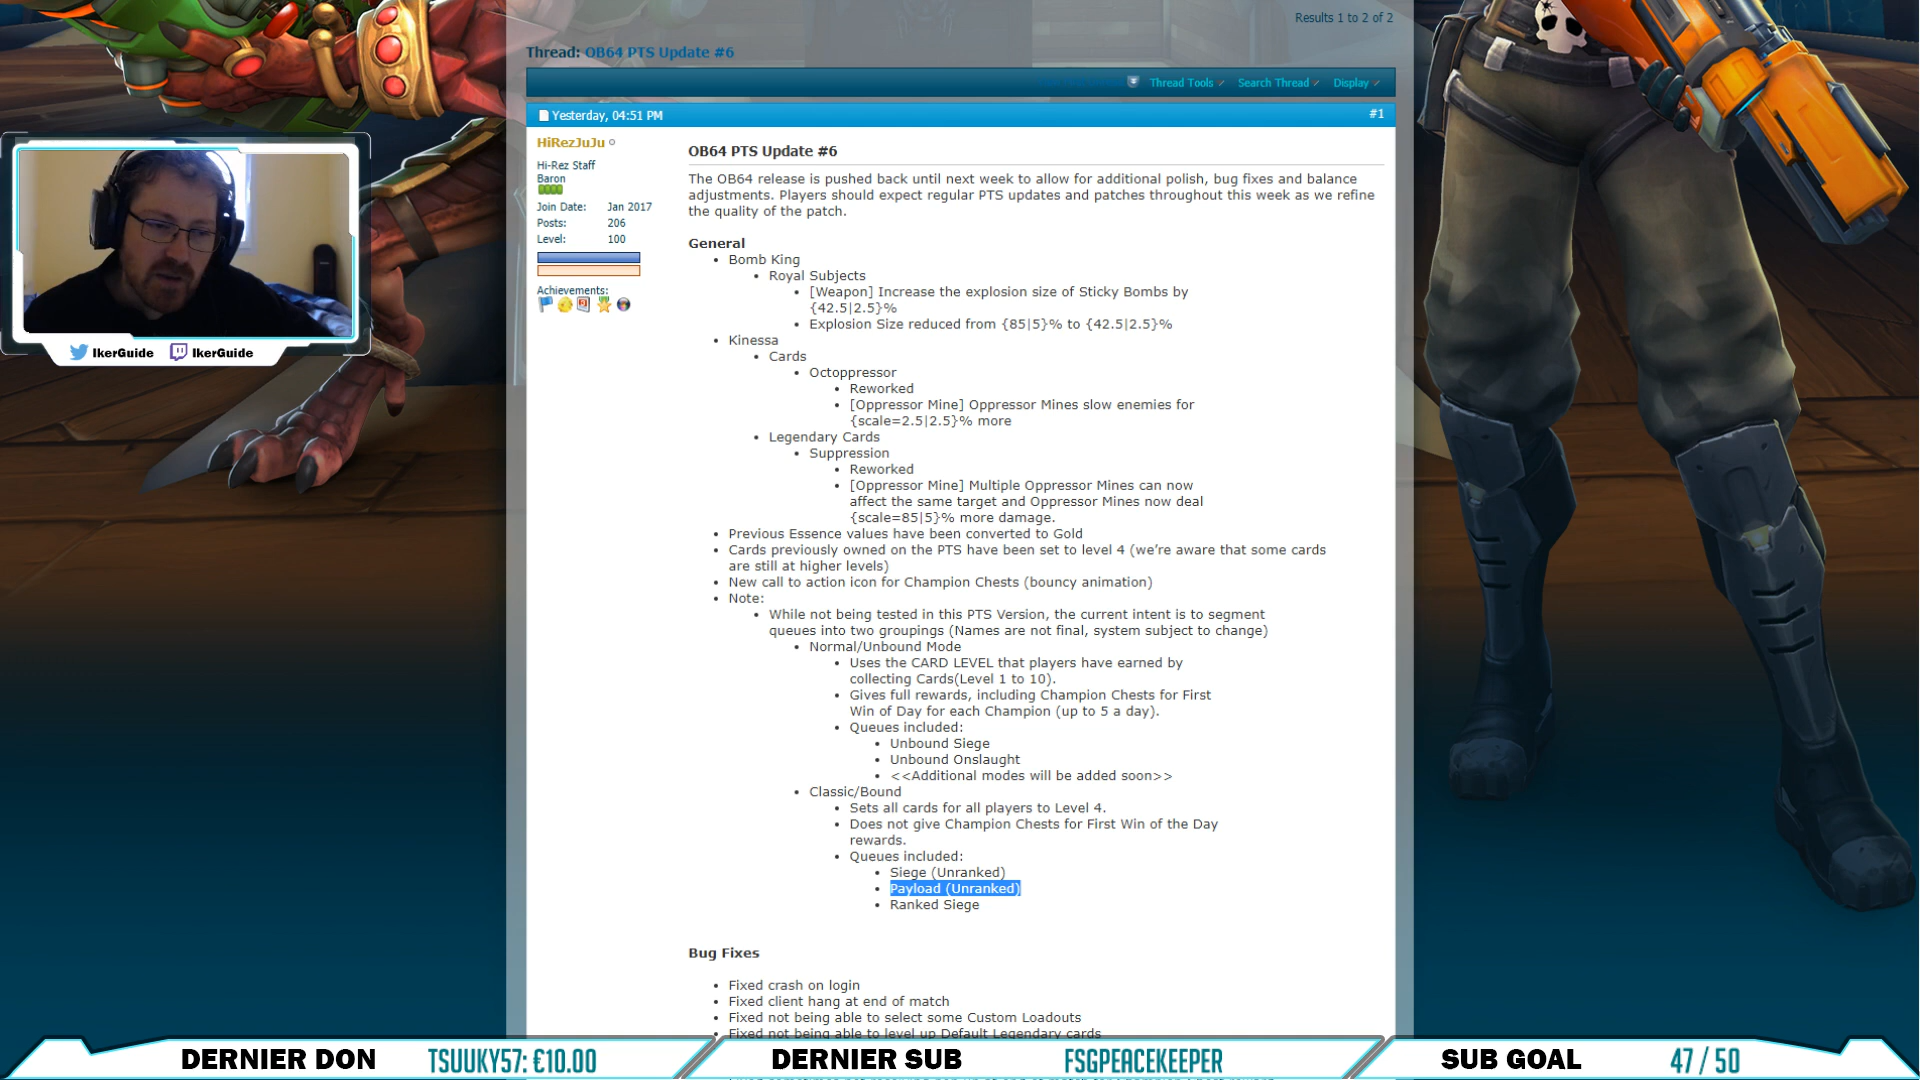 Results 1 to 2 of 2
Thread: OB64 PTS Update #6
Thread Tools
Search Thread
Display
Yesterday, 04:51 PM
#1
HiRezJuJu
Hi-Rez Staff
Baron
Join Date: Jan 2017
Posts: 206
Level: 100
Achievements:
IkerGuide IkerGuide
OB64 PTS Update #6
The OB64 release is pushed back until next week to allow for additional polish, bug fixes and balance
adjustments. Players should expect regular PTS updates and patches throughout this week as we refine
the quality of the patch.
General
Bomb King
Royal Subjects
[Weapon] Increase the explosion size of Sticky Bombs by
{42.5|2.5}%
Explosion Size reduced from {85|5}% to {42.5|2.5}%
Kinessa
Cards
Octoppressor
Reworked
[Oppressor Mine] Oppressor Mines slow enemies for
{scale=2.5|2.5}% more
Legendary Cards
Suppression
Reworked
[Oppressor Mine] Multiple Oppressor Mines can now
affect the same target and Oppressor Mines now deal
{scale=85|5}% more damage.
Previous Essence values have been converted to Gold
Cards previously owned on the PTS have been set to level 4 (we're aware that some cards
are still at higher levels)
New call to action icon for Champion Chests (bouncy animation)
Note:
While not being tested in this PTS Version, the current intent is to segment
queues into two groupings (Names are not final, system subject to change)
Normal/Unbound Mode
Uses the CARD LEVEL that players have earned by
collecting Cards(Level 1 to 10).
Gives full rewards, including Champion Chests for First
Win of Day for each Champion (up to 5 a day).
Queues included:
Unbound Siege
Unbound Onslaught
<<Additional modes will be added soon>>
Classic/Bound
Sets all cards for all players to Level 4.
Does not give Champion Chests for First Win of the Day
rewards.
Queues included:
Siege (Unranked)
Payload (Unranked)
Ranked Siege
Bug Fixes
Fixed crash on login
Fixed client hang at end of match
Fixed not being able to select some Custom Loadouts
Fixed not being able to level up Default Legendary cards
DERNIER DON TSUUKY57: €10.00
DERNIER SUB FSGPEACEKEEPER
SUB GOAL 47 / 50